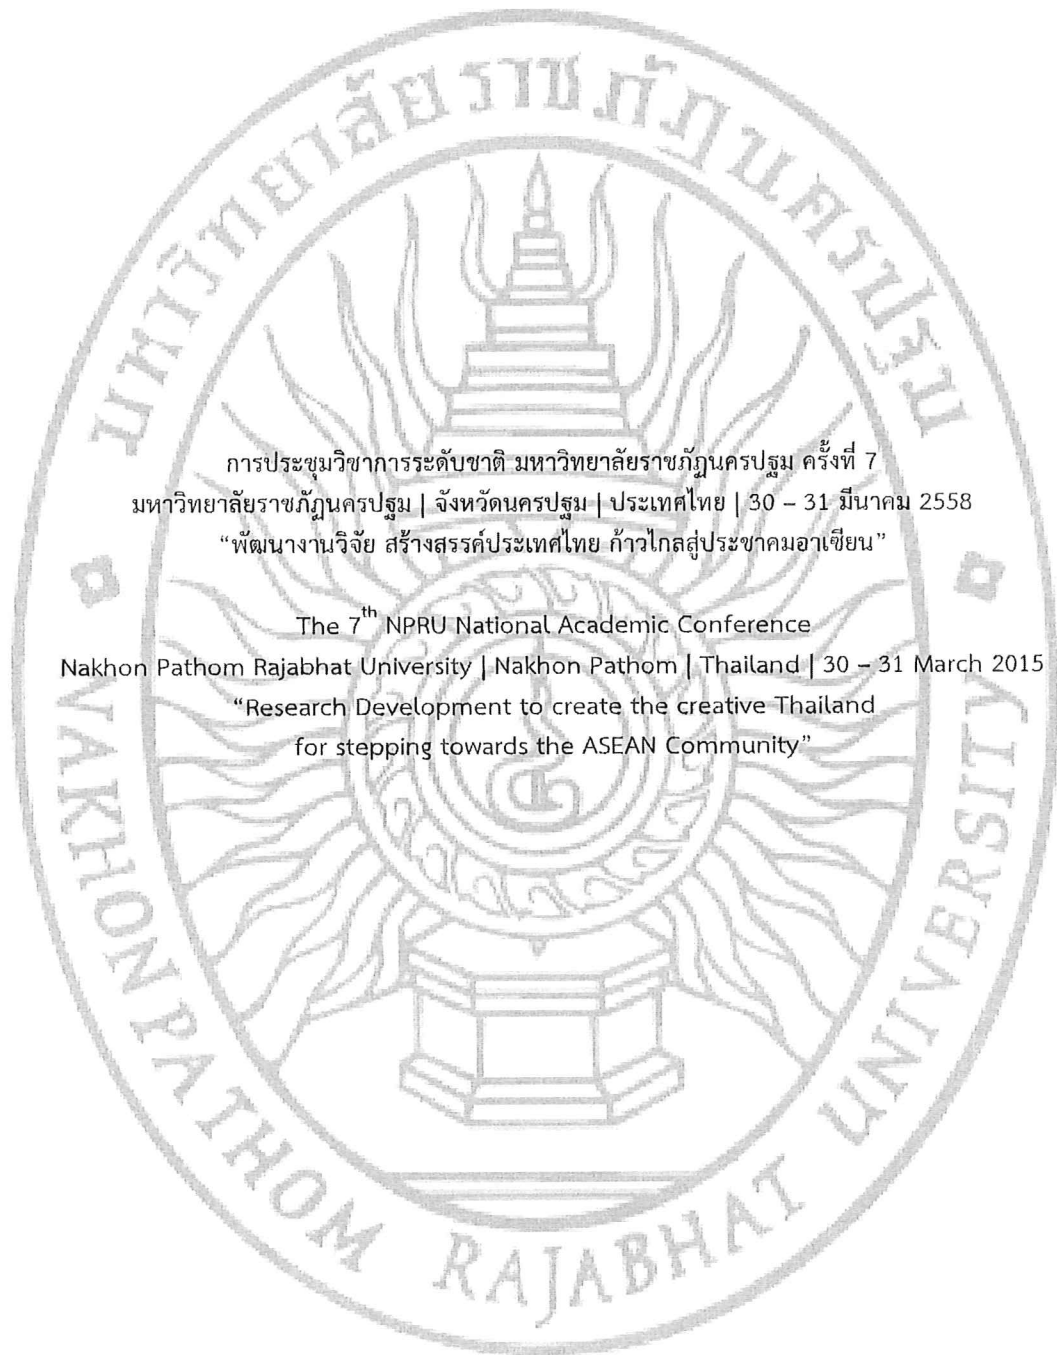 มหาวิทยาลัยราชภัฏนครปฐม
การประชุมวิชาการระดับชาติ มหาวิทยาลัยราชภัฏนครปฐม ครั้งที่ 7
มหาวิทยาลัยราชภัฏนครปฐม | จังหวัดนครปฐม | ประเทศไทย | 30 – 31 มีนาคม 2558
“พัฒนางานวิจัย สร้างสรรค์ประเทศไทย ก้าวไกลสู่ประชาคมอาเซียน”
The 7th NPRU National Academic Conference
Nakhon Pathom Rajabhat University | Nakhon Pathom | Thailand | 30 – 31 March 2015
“Research Development to create the creative Thailand
for stepping towards the ASEAN Community”
NAKHON PATHOM RAJABHAT UNIVERSITY